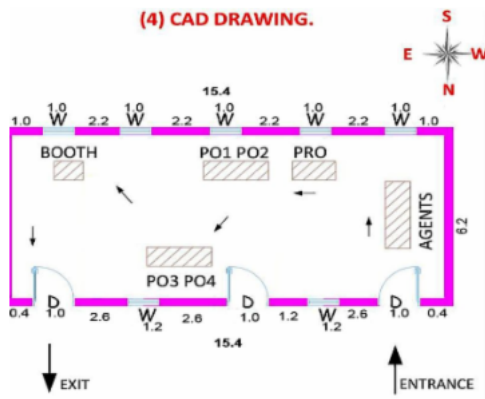 (4) CAD DRAWING.
S
E W
N
15.4
1.0 1.0 1.0 1.0 1.0
1.0 W 2.2 W 2.2 W 2.2 W 2.2 W 1.0
BOOTH PO1 PO2 PRO
AGENTS
6.2
PO3 PO4
D W D W D
0.4 1.0 2.6 1.2 2.6 1.0 1.2 1.2 2.6 1.0 0.4
15.4
EXIT ENTRANCE